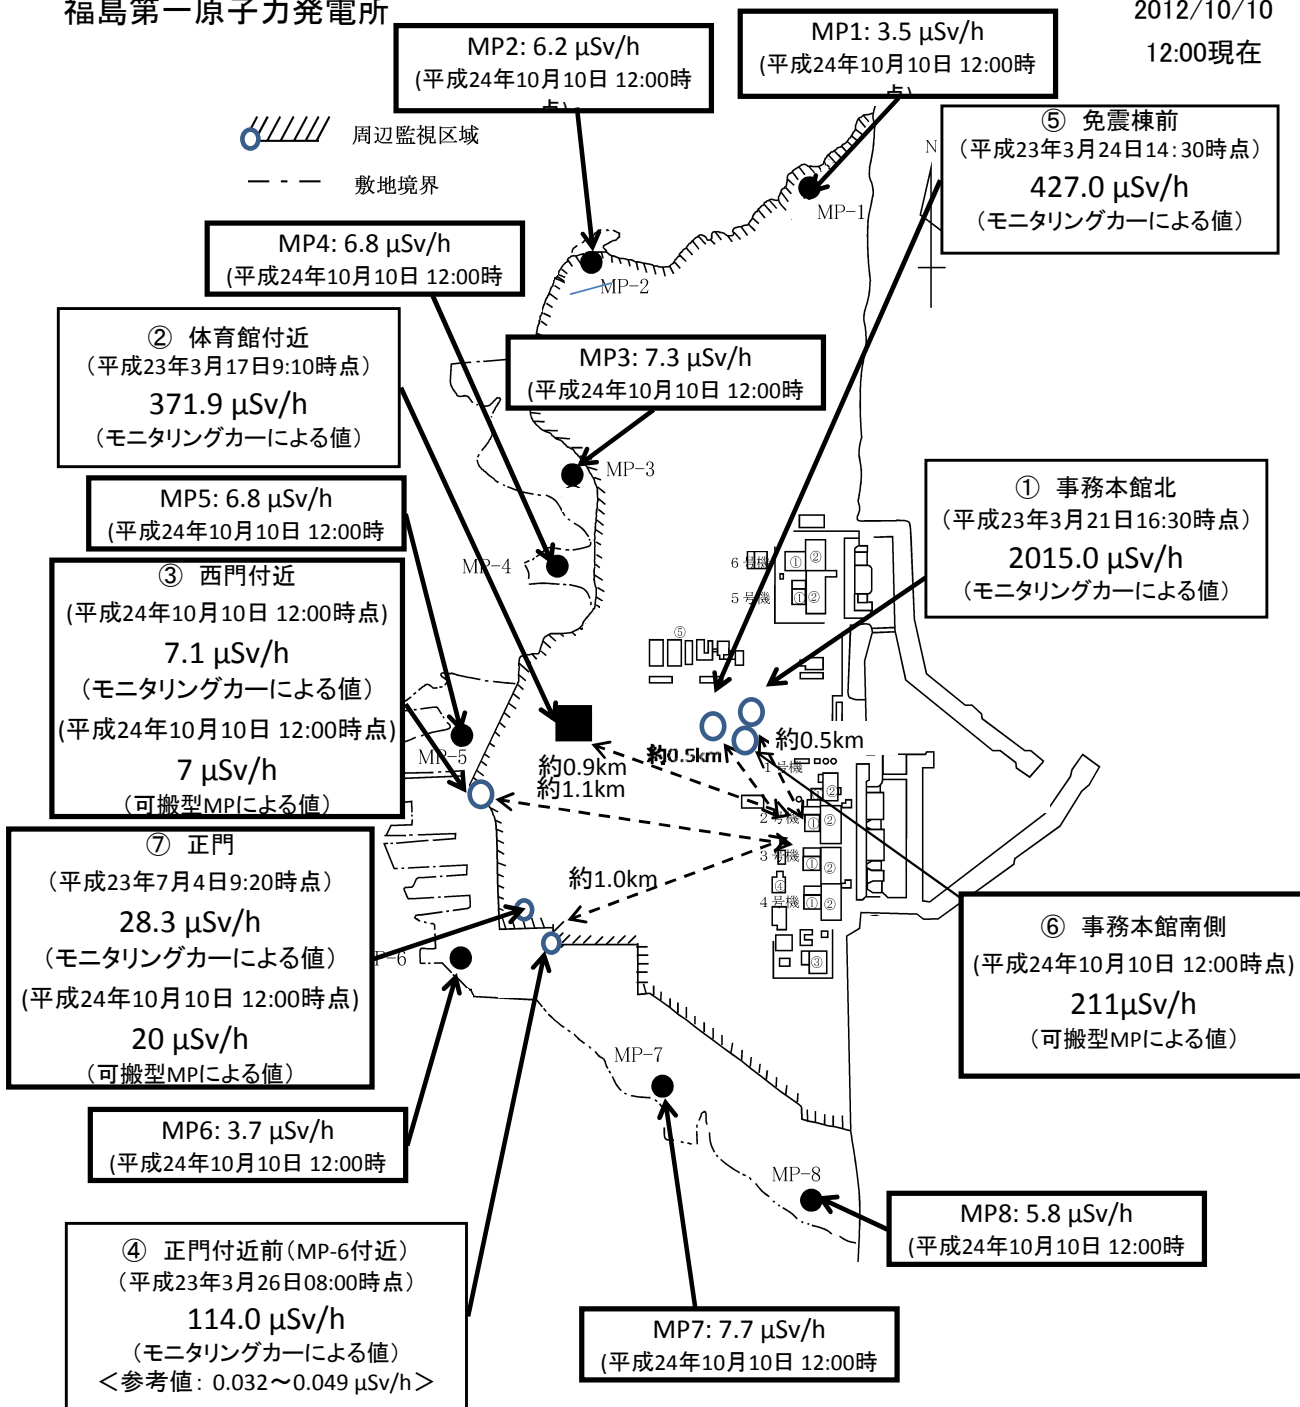 福島第一原子力発電所
2012/10/10
12:00現在
MP2: 6.2 μSv/h
(平成24年10月10日 12:00時
点)
MP1: 3.5 μSv/h
(平成24年10月10日 12:00時
点)
周辺監視区域
敷地境界
⑤ 免震棟前
(平成23年3月24日14:30時点)
427.0 μSv/h
(モニタリングカーによる値)
N
MP-1
MP4: 6.8 μSv/h
(平成24年10月10日 12:00時
MP-2
② 体育館付近
(平成23年3月17日9:10時点)
371.9 μSv/h
(モニタリングカーによる値)
MP3: 7.3 μSv/h
(平成24年10月10日 12:00時
MP-3
MP5: 6.8 μSv/h
(平成24年10月10日 12:00時
① 事務本館北
(平成23年3月21日16:30時点)
2015.0 μSv/h
(モニタリングカーによる値)
MP-4
6号機
① ②
5号機
① ②
③ 西門付近
(平成24年10月10日 12:00時点)
7.1 μSv/h
(モニタリングカーによる値)
(平成24年10月10日 12:00時点)
7 μSv/h
(可搬型MPによる値)
⑤
MP-5
約0.9km
約1.1km
約0.5km
約0.5km
1号機
②
2号機
① ②
3号機
① ②
④
4号機
① ②
③
約1.0km
⑦ 正門
(平成23年7月4日9:20時点)
28.3 μSv/h
(モニタリングカーによる値)
(平成24年10月10日 12:00時点)
20 μSv/h
(可搬型MPによる値)
P-6
⑥ 事務本館南側
(平成24年10月10日 12:00時点)
211μSv/h
(可搬型MPによる値)
MP-7
MP6: 3.7 μSv/h
(平成24年10月10日 12:00時
MP-8
MP8: 5.8 μSv/h
(平成24年10月10日 12:00時
④ 正門付近前(MP-6付近)
(平成23年3月26日08:00時点)
114.0 μSv/h
(モニタリングカーによる値)
<参考値: 0.032~0.049 μSv/h>
MP7: 7.7 μSv/h
(平成24年10月10日 12:00時